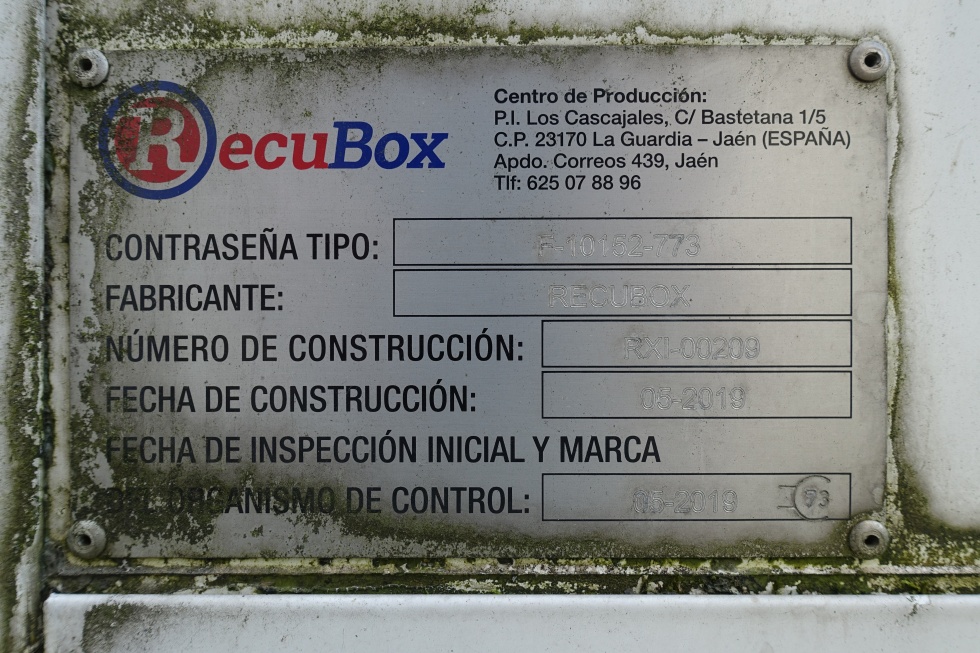 RecuBox
Centro de Producción:
P.I. Los Cascajales, C/ Bastetana 1/5
C.P. 23170 La Guardia – Jaén (ESPAÑA)
Apdo. Correos 439, Jaén
Tlf: 625 07 88 96
CONTRASEÑA TIPO: F-10152-773
FABRICANTE: RECUBOX
NÚMERO DE CONSTRUCCIÓN: RXI-00209
FECHA DE CONSTRUCCIÓN: 05-2019
FECHA DE INSPECCIÓN INICIAL Y MARCA
DEL ORGANISMO DE CONTROL: 05-2019 73